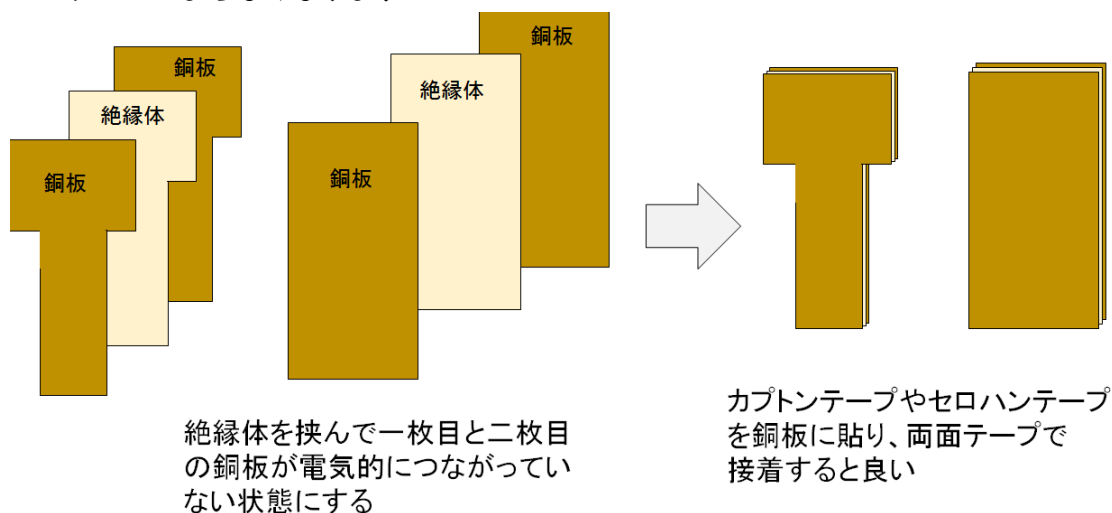 銅板
絶縁体
銅板
銅板
絶縁体
銅板
絶縁体を挟んで一枚目と二枚目
の銅板が電気的につながってい
ない状態にする
カプトンテープやセロハンテープ
を銅板に貼り、両面テープで
接着すると良い